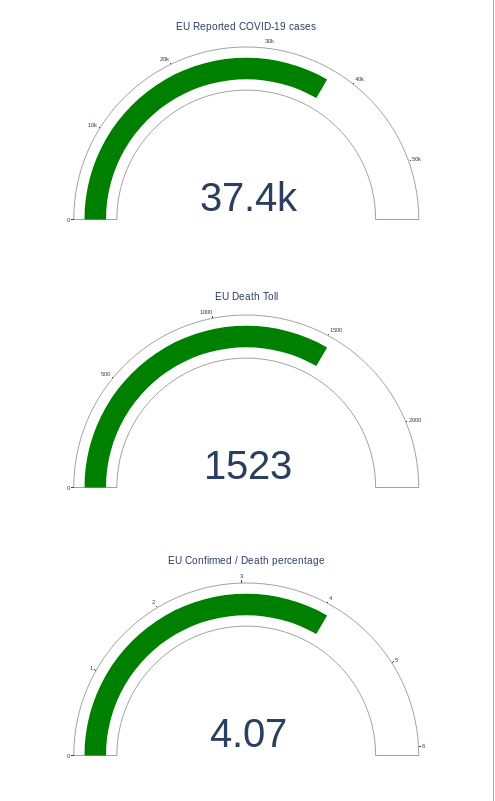 EU Reported COVID-19 cases
0
10k
20k
30k
40k
50k
37.4k
EU Death Toll
0
500
1000
1500
2000
1523
EU Confirmed / Death percentage
0
1
2
3
4
5
6
4.07